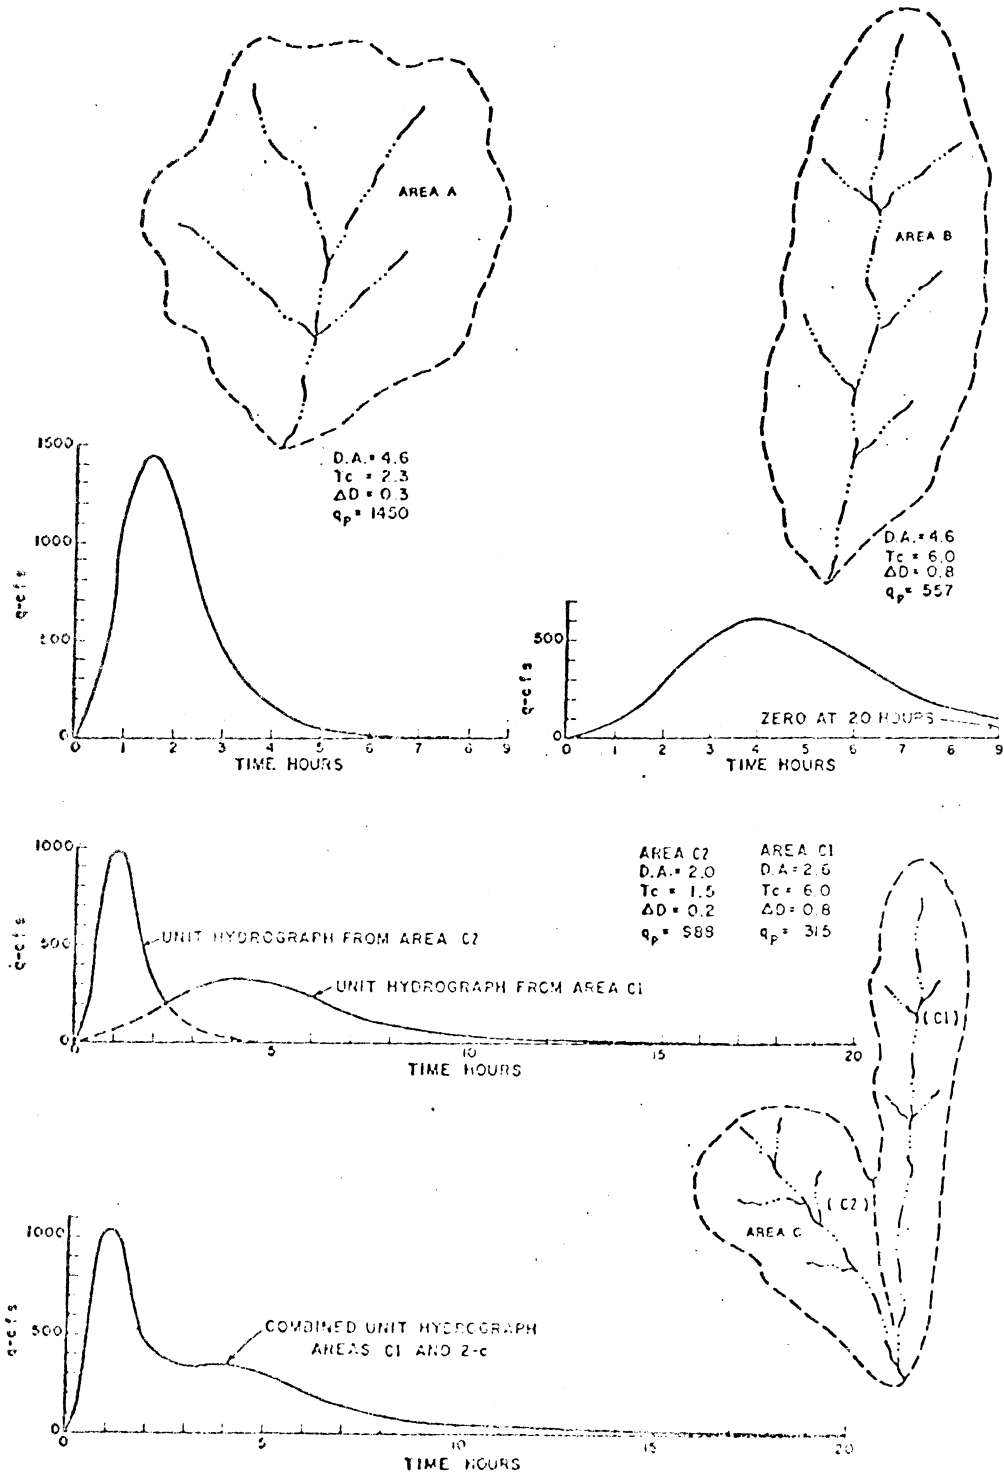 AREA A
AREA B
D.A.= 4.6
Tc = 2.3
ΔD = 0.3
qp = 1450
D.A.= 4.6
Tc = 6.0
ΔD = 0.8
qp = 557
1500
1000
500
0
q-cfs
0 1 2 3 4 5 6 7 8 9
TIME HOURS
500
0
q-cfs
ZERO AT 20 HOURS
0 1 2 3 4 5 6 7 8 9
TIME HOURS
AREA C2
D.A.= 2.0
Tc = 1.5
ΔD = 0.2
qp = 988
AREA C1
D.A.= 2.6
Tc = 6.0
ΔD = 0.8
qp = 315
1000
500
0
q-cfs
UNIT HYDROGRAPH FROM AREA C2
UNIT HYDROGRAPH FROM AREA C1
0 5 10 15 20
TIME HOURS
(C1)
(C2)
AREA C
1000
500
0
q-cfs
COMBINED UNIT HYDROGRAPH
AREAS C1 AND 2-c
0 5 10 15 20
TIME HOURS